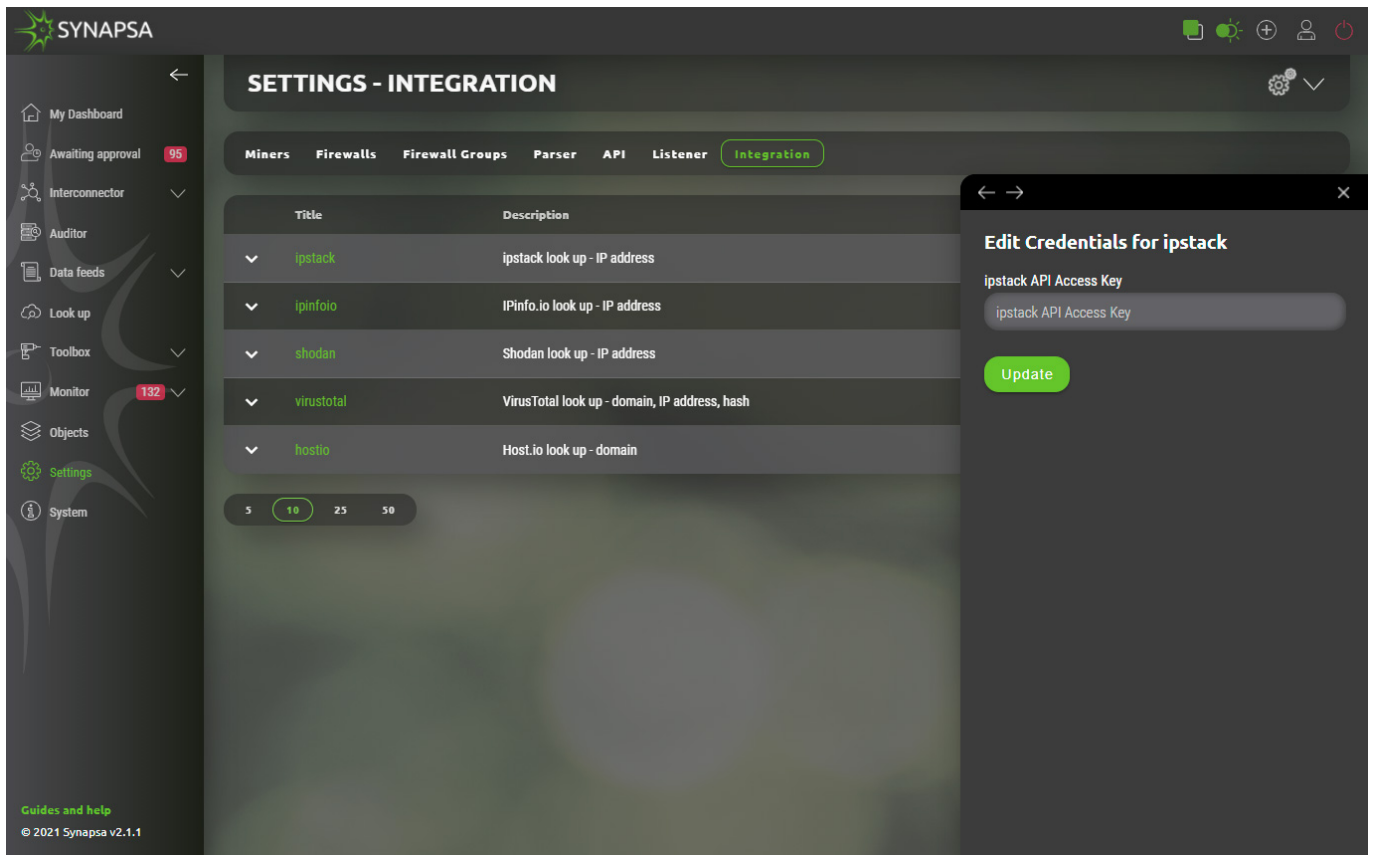 SYNAPSA
SETTINGS - INTEGRATION
My Dashboard
Awaiting approval 95
Interconnector
Auditor
Data feeds
Look up
Toolbox
Monitor 132
Objects
Settings
System
Guides and help
© 2021 Synapsa v2.1.1
Miners Firewalls Firewall Groups Parser API Listener Integration
Title Description
ipstack ipstack look up - IP address
ipinfoio IPinfo.io look up - IP address
shodan Shodan look up - IP address
virustotal VirusTotal look up - domain, IP address, hash
hostio Host.io look up - domain
5 10 25 50
Edit Credentials for ipstack
ipstack API Access Key
ipstack API Access Key
Update